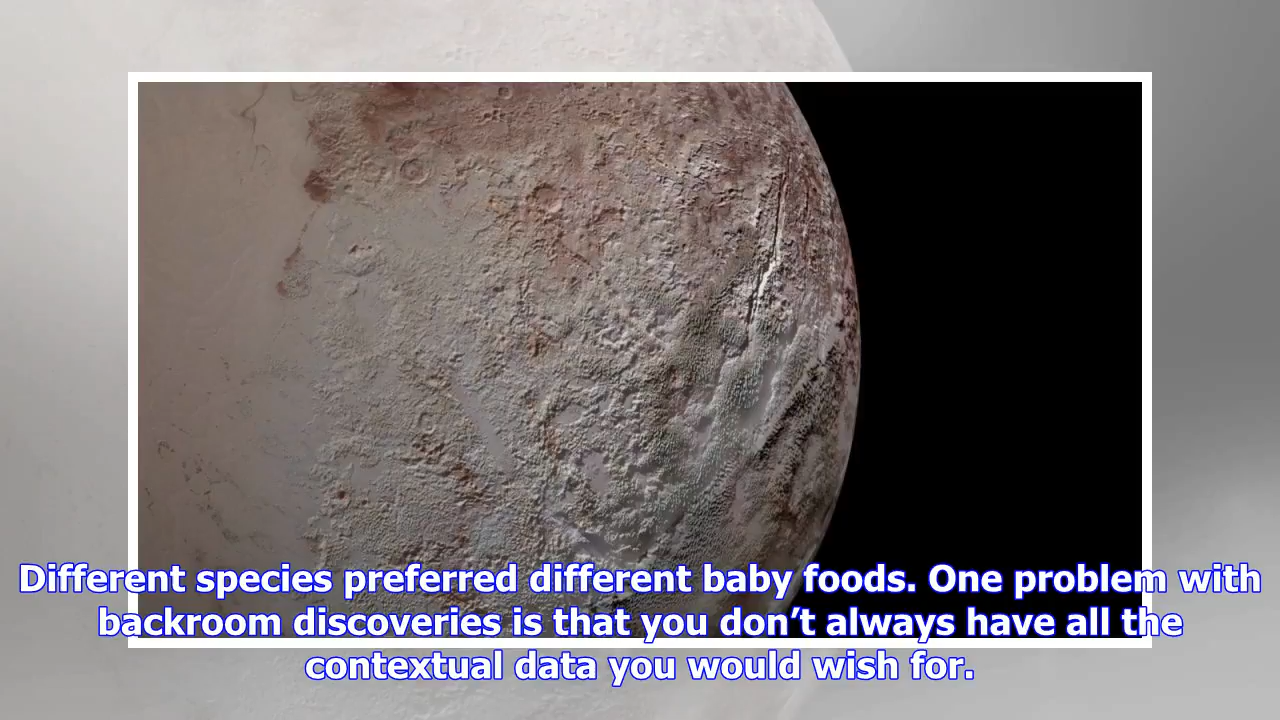 Different species preferred different baby foods. One problem with
backroom discoveries is that you don’t always have all the
contextual data you would wish for.